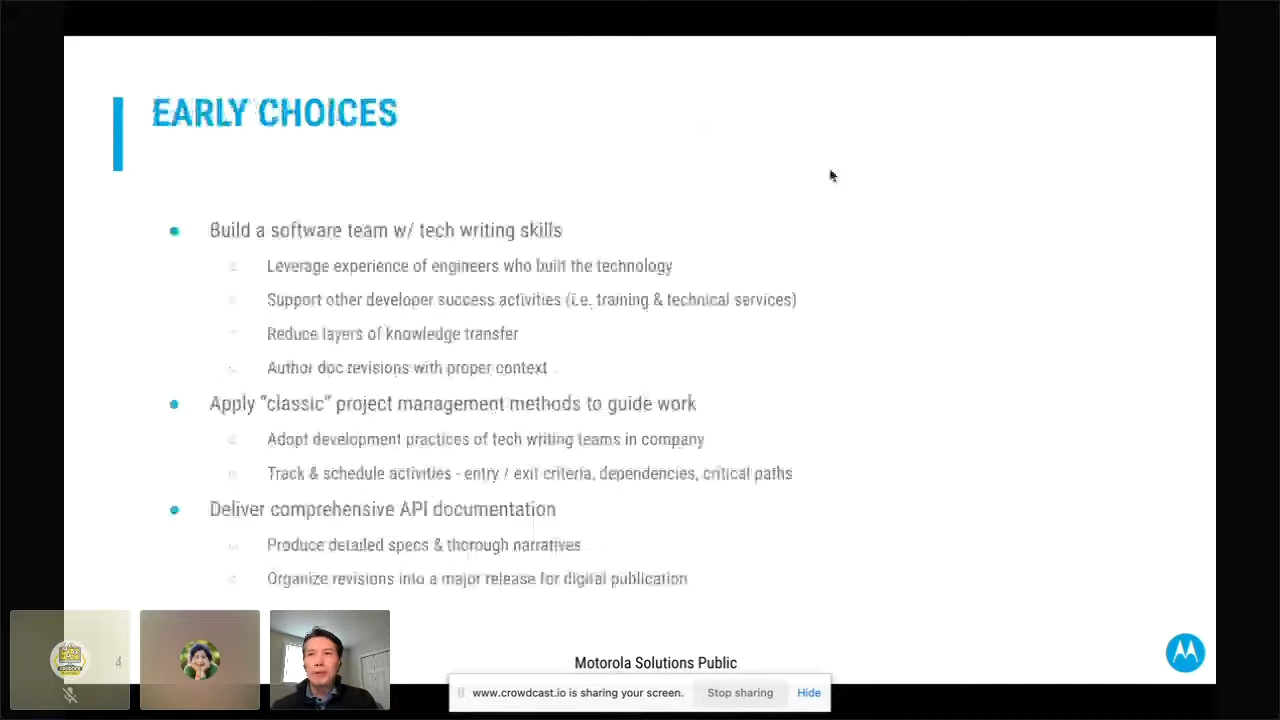 EARLY CHOICES
Build a software team w/ tech writing skills
Leverage experience of engineers who built the technology
Support other developer success activities (i.e. training & technical services)
Reduce layers of knowledge transfer
Author doc revisions with proper context
Apply “classic” project management methods to guide work
Adopt development practices of tech writing teams in company
Track & schedule activities - entry / exit criteria, dependencies, critical paths
Deliver comprehensive API documentation
Produce detailed specs & thorough narratives
Organize revisions into a major release for digital publication
Motorola Solutions Public
www.crowdcast.io is sharing your screen. Stop sharing Hide